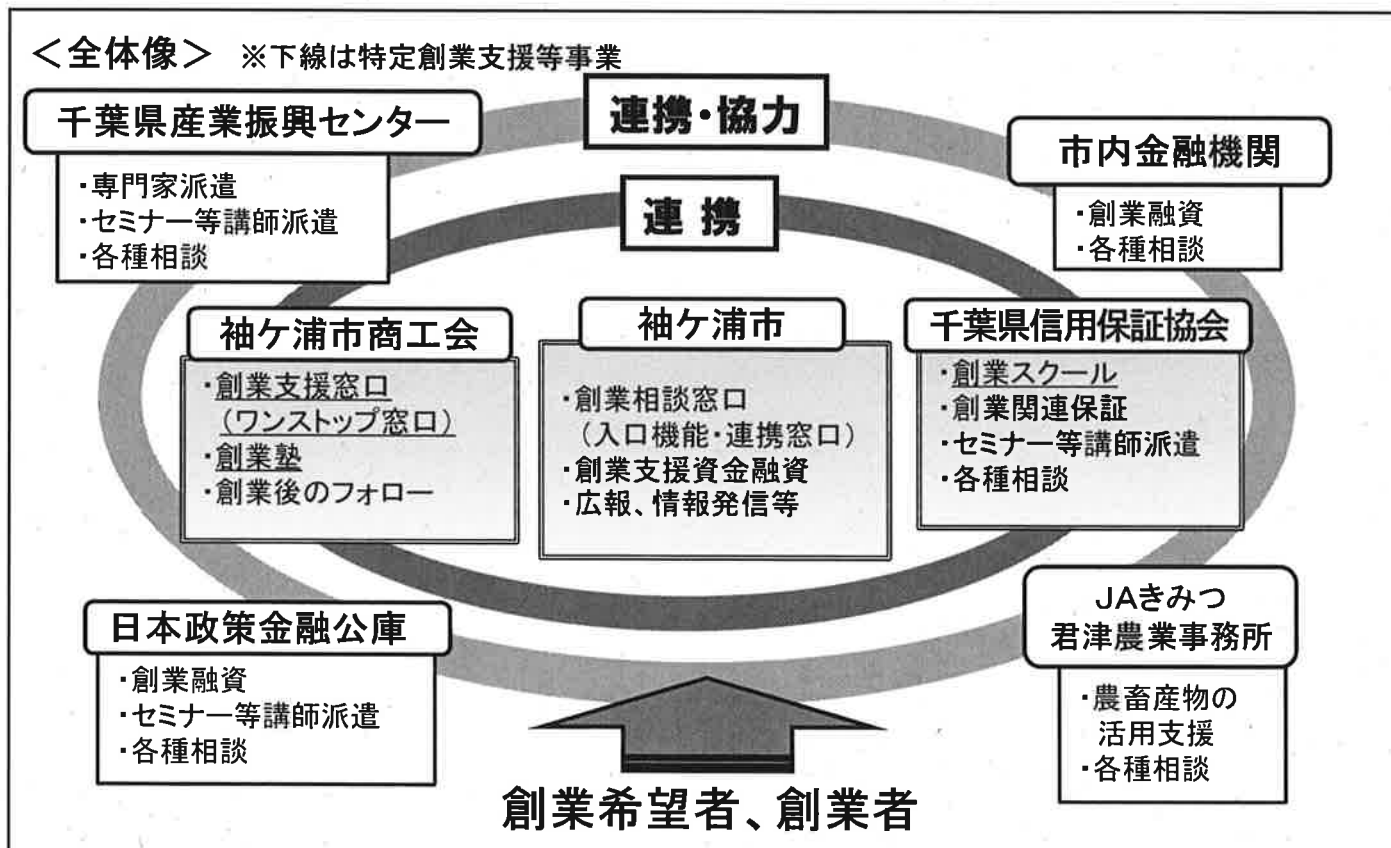 ＜全体像＞ ※下線は特定創業支援等事業
連携・協力
千葉県産業振興センター
・専門家派遣
・セミナー等講師派遣
・各種相談
市内金融機関
・創業融資
・各種相談
連 携
袖ケ浦市商工会
・創業支援窓口
（ワンストップ窓口）
・創業塾
・創業後のフォロー
袖ケ浦市
・創業相談窓口
（入口機能・連携窓口）
・創業支援資金融資
・広報、情報発信等
千葉県信用保証協会
・創業スクール
・創業関連保証
・セミナー等講師派遣
・各種相談
日本政策金融公庫
・創業融資
・セミナー等講師派遣
・各種相談
JAきみつ
君津農業事務所
・農畜産物の
活用支援
・各種相談
創業希望者、創業者